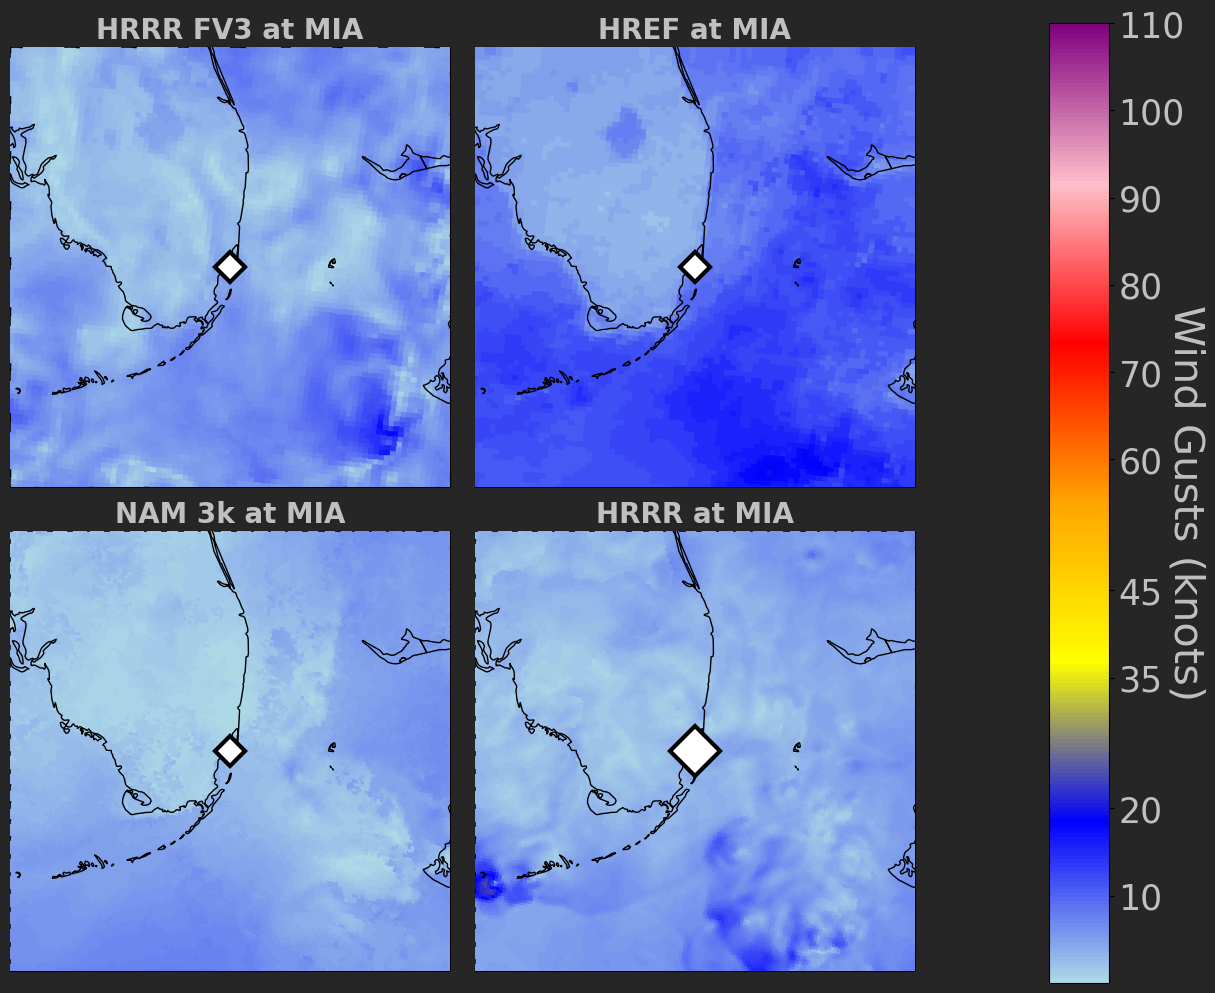 HRRR FV3 at MIA
HREF at MIA
NAM 3k at MIA
HRRR at MIA
110
100
90
80
70
60
45
35
20
10
Wind Gusts (knots)